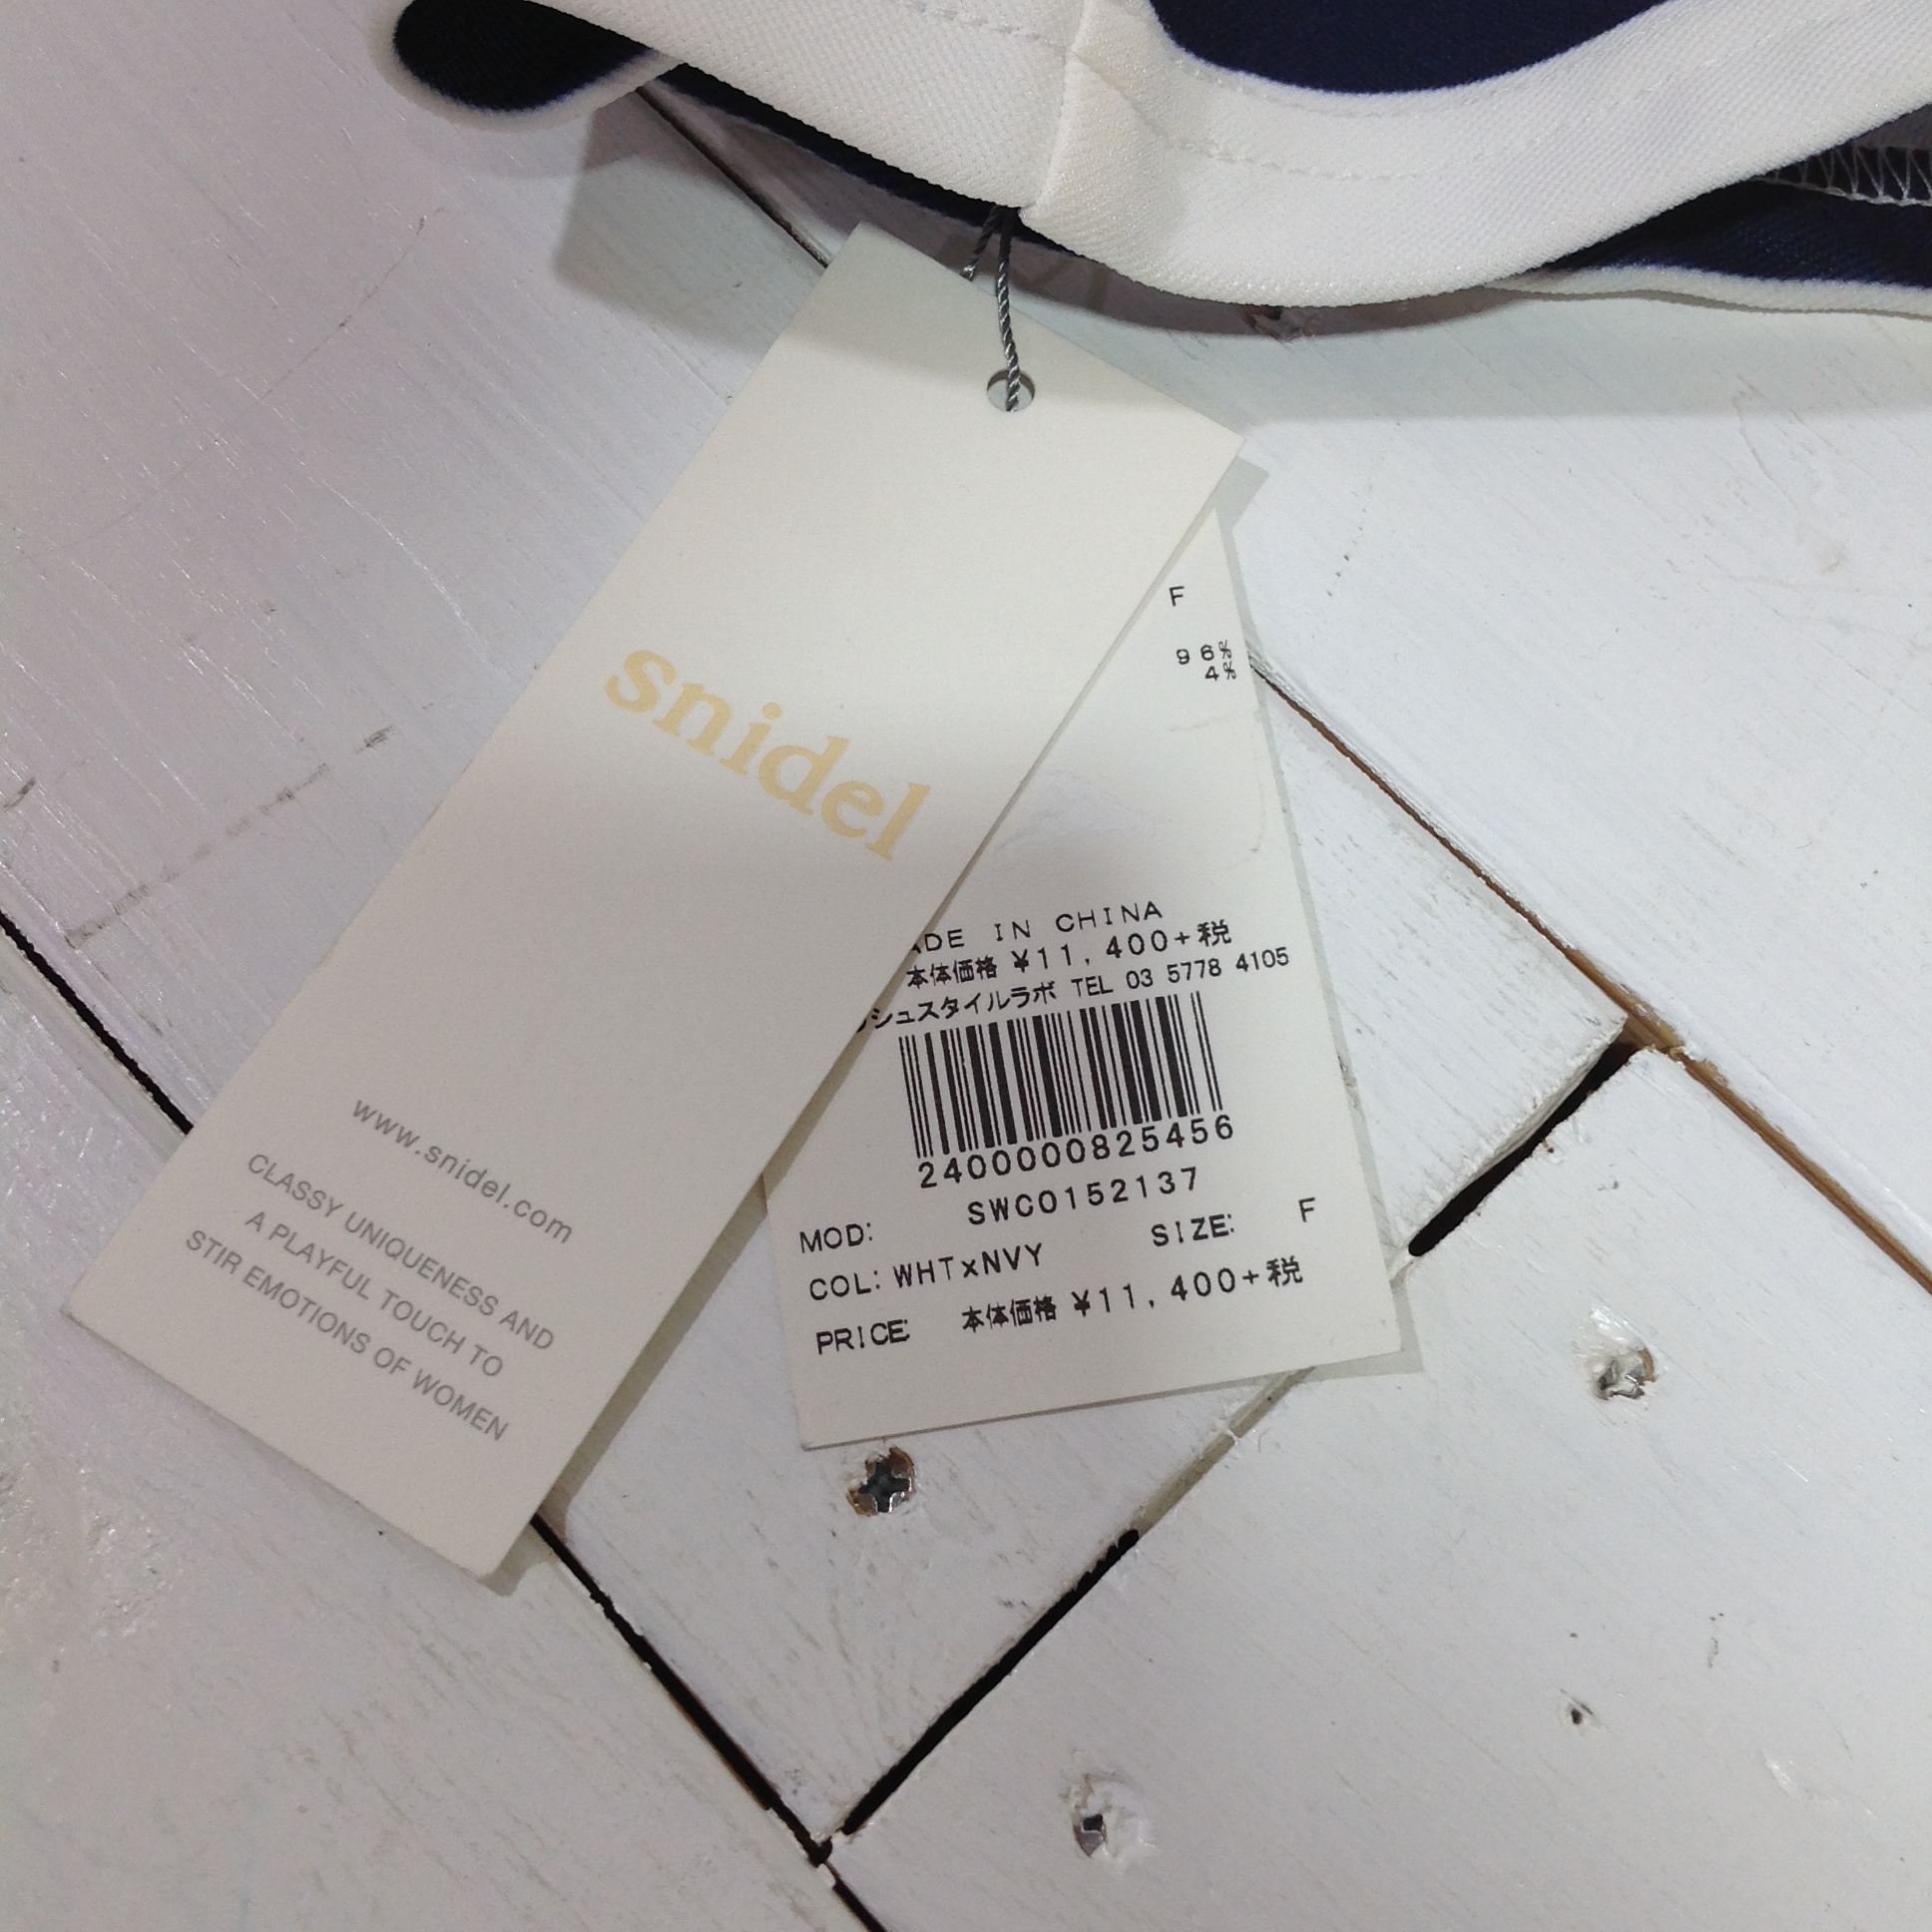 snidel
www.snidel.com
CLASSY UNIQUENESS AND
A PLAYFUL TOUCH TO
STIR EMOTIONS OF WOMEN
F
96%
4%
ADE IN CHINA
本体価格 ¥11,400+税
シュスタイルラボ TEL 03 5778 4105
2400000825456
MOD: SWCO152137
COL: WHT×NVY SIZE: F
PRICE: 本体価格 ¥11,400+税